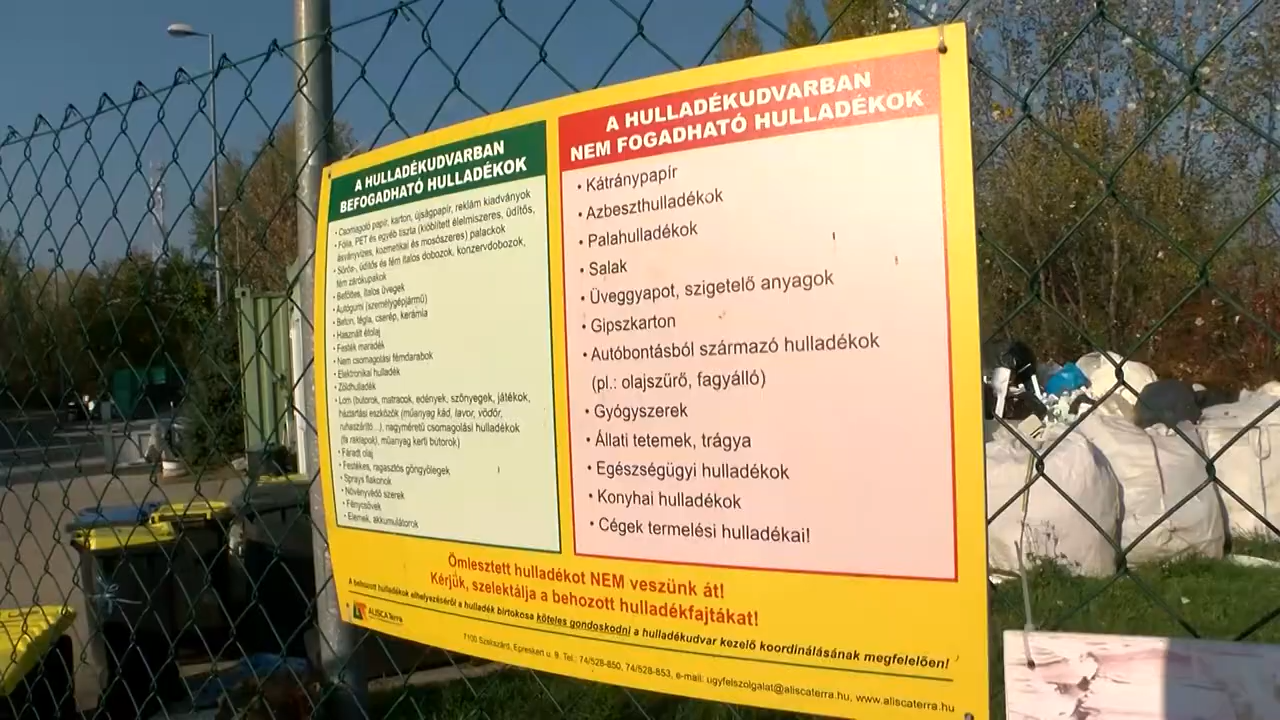 A HULLADÉKUDVARBAN
BEFOGADHATÓ HULLADÉKOK
• Csomagoló papír, karton, újságpapír, reklám kiadványok
• Fólia, PET és egyéb tiszta (kiöblített élelmiszeres, üdítős,
ásványvizes, kozmetikai és mosószeres) palackok
• Sörös-, üdítős és fém italos dobozok, konzervdobozok,
fém zárókupakok
• Befőttes, italos üvegek
• Autógumi (személygépjármű)
• Beton, tégla, cserép, kerámia
• Használt étolaj
• Festék maradék
• Nem csomagolási fémdarabok
• Elektronikai hulladék
• Zöldhulladék
• Lom (bútorok, matracok, edények, szőnyegek, játékok,
háztartási eszközök (műanyag kád, lavor, vödör,
ruhaszárító...), nagyméretű csomagolási hulladékok
(fa raklapok), műanyag kerti bútorok)
• Fáradt olaj
• Festékes, ragasztós göngyölegek
• Sprays flakonok
• Növényvédő szerek
• Fénycsövek
• Elemek, akkumulátorok
A HULLADÉKUDVARBAN
NEM FOGADHATÓ HULLADÉKOK
• Kátránypapír
• Azbeszthulladékok
• Palahulladékok
• Salak
• Üveggyapot, szigetelő anyagok
• Gipszkarton
• Autóbontásból származó hulladékok
(pl.: olajszűrő, fagyálló)
• Gyógyszerek
• Állati tetemek, trágya
• Egészségügyi hulladékok
• Konyhai hulladékok
• Cégek termelési hulladékai!
Ömlesztett hulladékot NEM veszünk át!
Kérjük, szelektálja a behozott hulladékfajtákat!
A behozott hulladékok elhelyezéséről a hulladék birtokosa köteles gondoskodni a hulladékudvar kezelő koordinálásának megfelelően!
ALISCA terra
7100 Szekszárd, Epreskert u. 9. Tel.: 74/528-850, 74/528-853, e-mail: ugyfelszolgalat@aliscaterra.hu, www.aliscaterra.hu